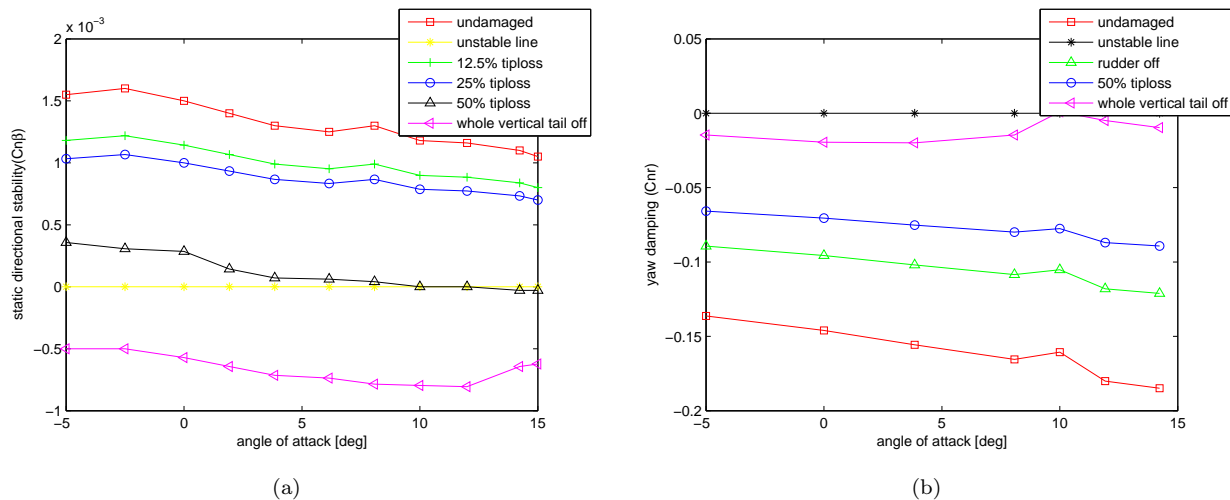 x 10⁻³
2
1.5
1
0.5
0
−0.5
−1
−5
0
5
10
15
angle of attack [deg]
static directional stability(Cnβ)
undamaged
unstable line
12.5% tiploss
25% tiploss
50% tiploss
whole vertical tail off
(a)
0.05
0
−0.05
−0.1
−0.15
−0.2
−5
0
5
10
15
angle of attack [deg]
yaw damping (Cnr)
undamaged
unstable line
rudder off
50% tiploss
whole vertical tail off
(b)